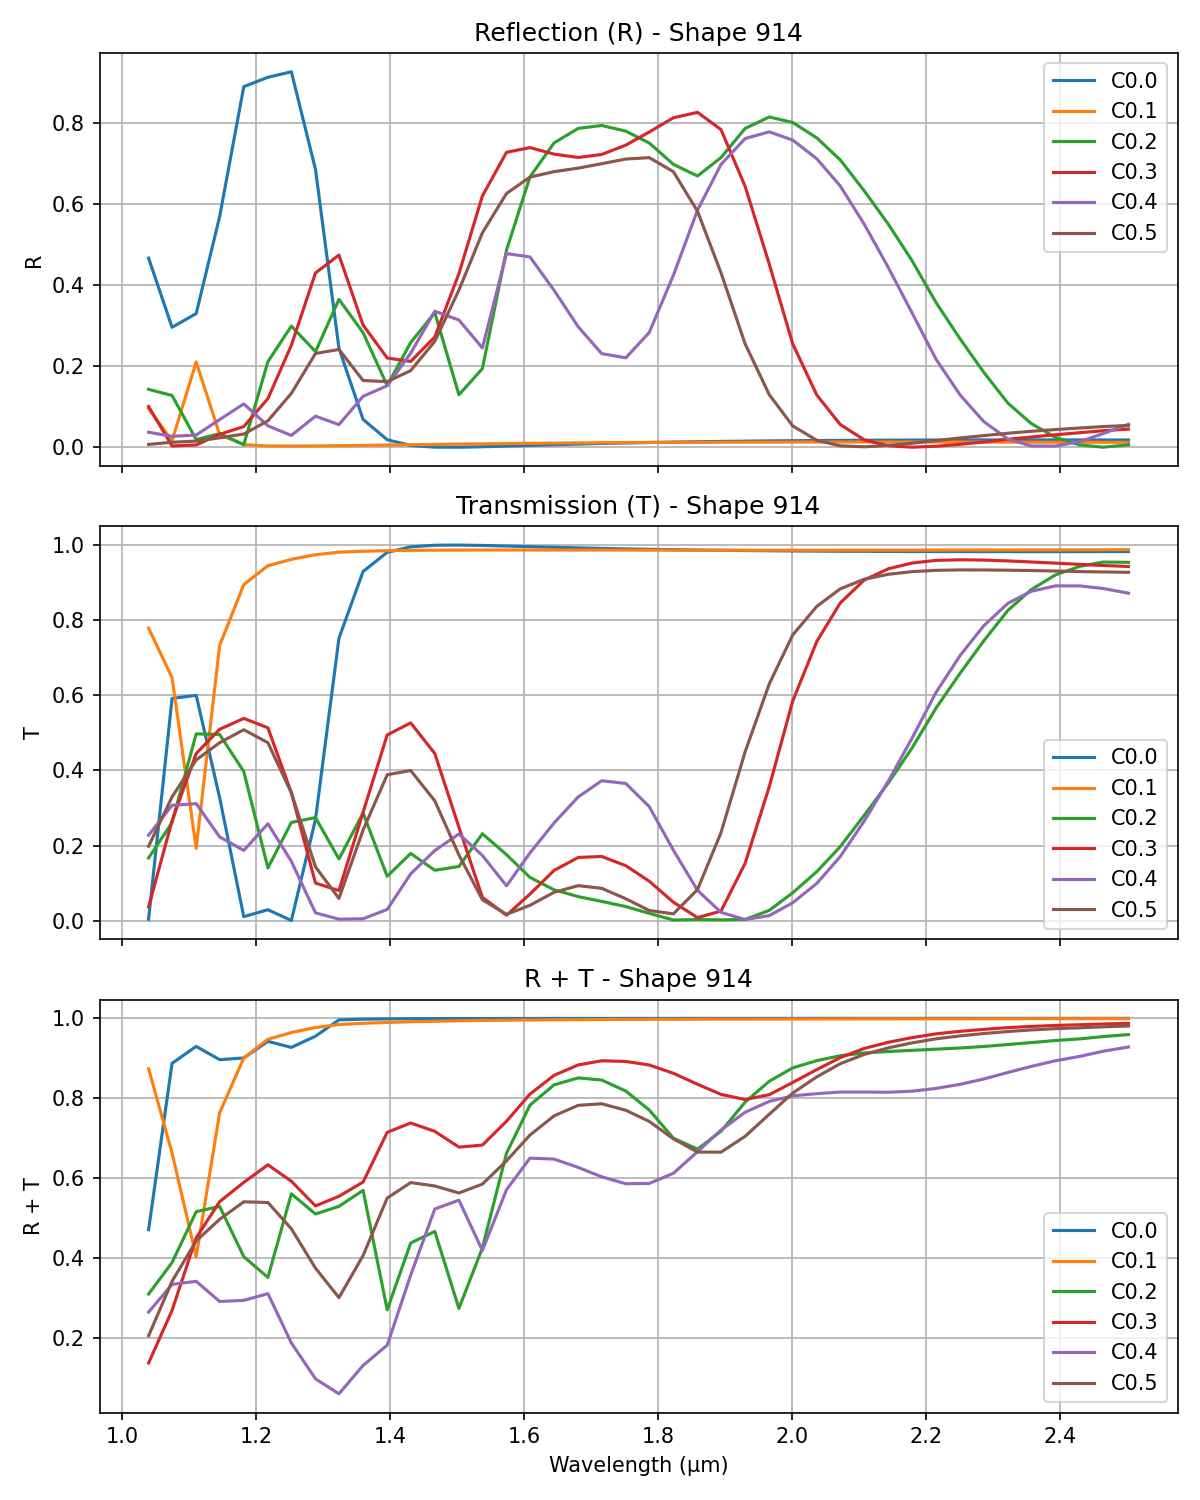 Reflection (R) - Shape 914
R
0.8
0.6
0.4
0.2
0.0
C0.0
C0.1
C0.2
C0.3
C0.4
C0.5
Transmission (T) - Shape 914
T
1.0
0.8
0.6
0.4
0.2
0.0
C0.0
C0.1
C0.2
C0.3
C0.4
C0.5
R + T - Shape 914
R + T
1.0
0.8
0.6
0.4
0.2
C0.0
C0.1
C0.2
C0.3
C0.4
C0.5
1.0 1.2 1.4 1.6 1.8 2.0 2.2 2.4
Wavelength (μm)